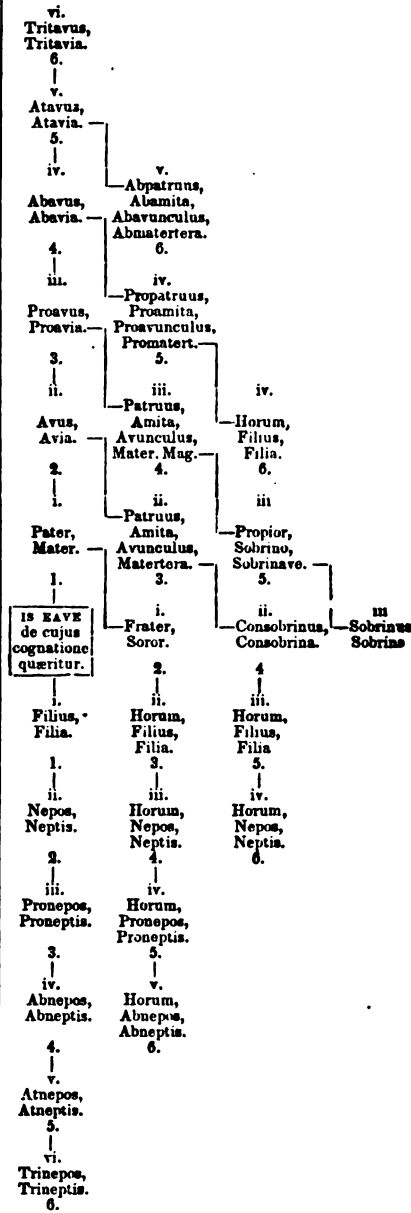 vi.
Tritavus,
Tritavia.
6.
v.
Atavus,
Atavia.
5.
iv.
Abavus,
Abavia.
4.
iii.
Proavus,
Proavia.
3.
ii.
Avus,
Avia.
2.
i.
Pater,
Mater.
1.
IS EAVE
de cujus
cognatione
quæritur.
i.
Filius,
Filia.
1.
ii.
Nepos,
Neptis.
2.
iii.
Pronepos,
Proneptis.
3.
iv.
Abnepos,
Abneptis.
4.
v.
Atnepos,
Atneptis.
5.
vi.
Trinepos,
Trineptis.
6.
v.
Abpatruus,
Abamita,
Abavunculus,
Abmatertera.
6.
iv.
Propatruus,
Proamita,
Proavunculus,
Promatert.
5.
iii.
Patruus,
Amita,
Avunculus,
Mater. Mag.
4.
ii.
Patruus,
Amita,
Avunculus,
Matertera.
3.
i.
Frater,
Soror.
2.
ii.
Horum,
Filius,
Filia.
3.
iii.
Horum,
Nepos,
Neptis.
4.
iv.
Horum,
Pronepos,
Proneptis.
5.
v.
Horum,
Abnepos,
Abneptis.
6.
iv.
Horum,
Filius,
Filia.
6.
iii
Propior,
Sobrino,
Sobrinave.
5.
ii.
Consobrinus,
Consobrina.
4
iii.
Horum,
Filius,
Filia
5.
iv.
Horum,
Nepos,
Neptis.
6.
iii
Sobrinus
Sobrino